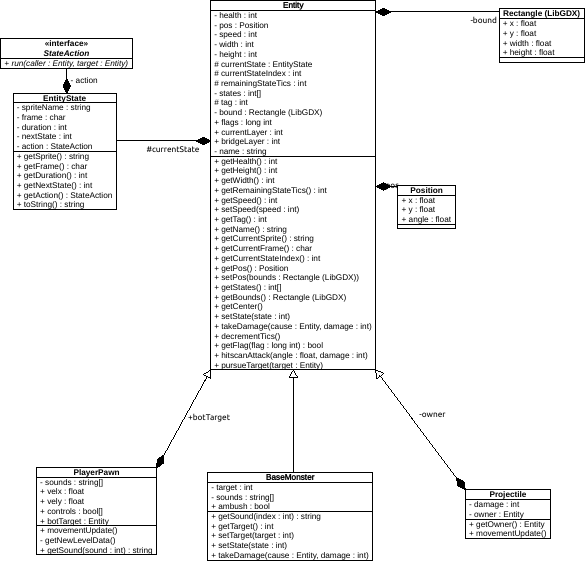 «interface»
StateAction
+ run(caller : Entity, target : Entity)
- action
EntityState
- spriteName : string
- frame : char
- duration : int
- nextState : int
- action : StateAction
+ getSprite() : string
+ getFrame() : char
+ getDuration() : int
+ getNextState() : int
+ getAction() : StateAction
+ toString() : string
#currentState
Entity
- health : int
- pos : Position
- speed : int
- width : int
- height : int
# currentState : EntityState
# currentStateIndex : int
# remainingStateTics : int
- states : int[]
# tag : int
- bound : Rectangle (LibGDX)
+ flags : long int
+ currentLayer : int
+ bridgeLayer : int
- name : string
+ getHealth() : int
+ getHeight() : int
+ getWidth() : int
+ getRemainingStateTics() : int
+ getSpeed() : int
+ setSpeed(speed : int)
+ getTag() : int
+ getName() : string
+ getCurrentSprite() : string
+ getCurrentFrame() : char
+ getCurrentStateIndex() : int
+ getPos() : Position
+ setPos(bounds : Rectangle (LibGDX))
+ getStates() : int[]
+ getBounds() : Rectangle (LibGDX)
+ getCenter()
+ setState(state : int)
+ takeDamage(cause : Entity, damage : int)
+ decrementTics()
+ getFlag(flag : long int) : bool
+ hitscanAttack(angle : float, damage : int)
+ pursueTarget(target : Entity)
-bound
Rectangle (LibGDX)
+ x : float
+ y : float
+ width : float
+ height : float
Position
+ x : float
+ y : float
+ angle : float
+botTarget
-owner
PlayerPawn
- sounds : string[]
+ velx : float
+ vely : float
+ controls : bool[]
+ botTarget : Entity
+ movementUpdate()
- getNewLevelData()
+ getSound(sound : int) : string
BaseMonster
- target : int
- sounds : string[]
+ ambush : bool
+ getSound(index : int) : string
+ getTarget() : int
+ setTarget(target : int)
+ setState(state : int)
+ takeDamage(cause : Entity, damage : int)
Projectile
- damage : int
- owner : Entity
+ getOwner() : Entity
+ movementUpdate()